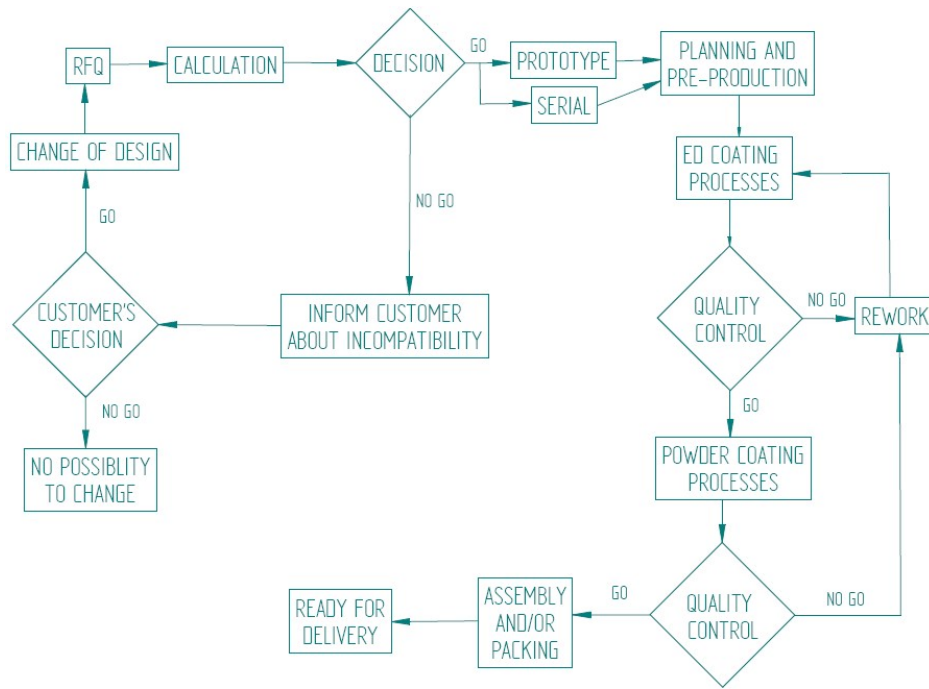 RFQ
CALCULATION
DECISION
GO
PROTOTYPE
SERIAL
PLANNING AND
PRE-PRODUCTION
CHANGE OF DESIGN
ED COATING
PROCESSES
NO GO
GO
CUSTOMER'S
DECISION
INFORM CUSTOMER
ABOUT INCOMPATIBILITY
QUALITY
CONTROL
NO GO
REWORK
NO GO
GO
NO POSSIBLITY
TO CHANGE
POWDER COATING
PROCESSES
READY FOR
DELIVERY
ASSEMBLY
AND/OR
PACKING
GO
QUALITY
CONTROL
NO GO